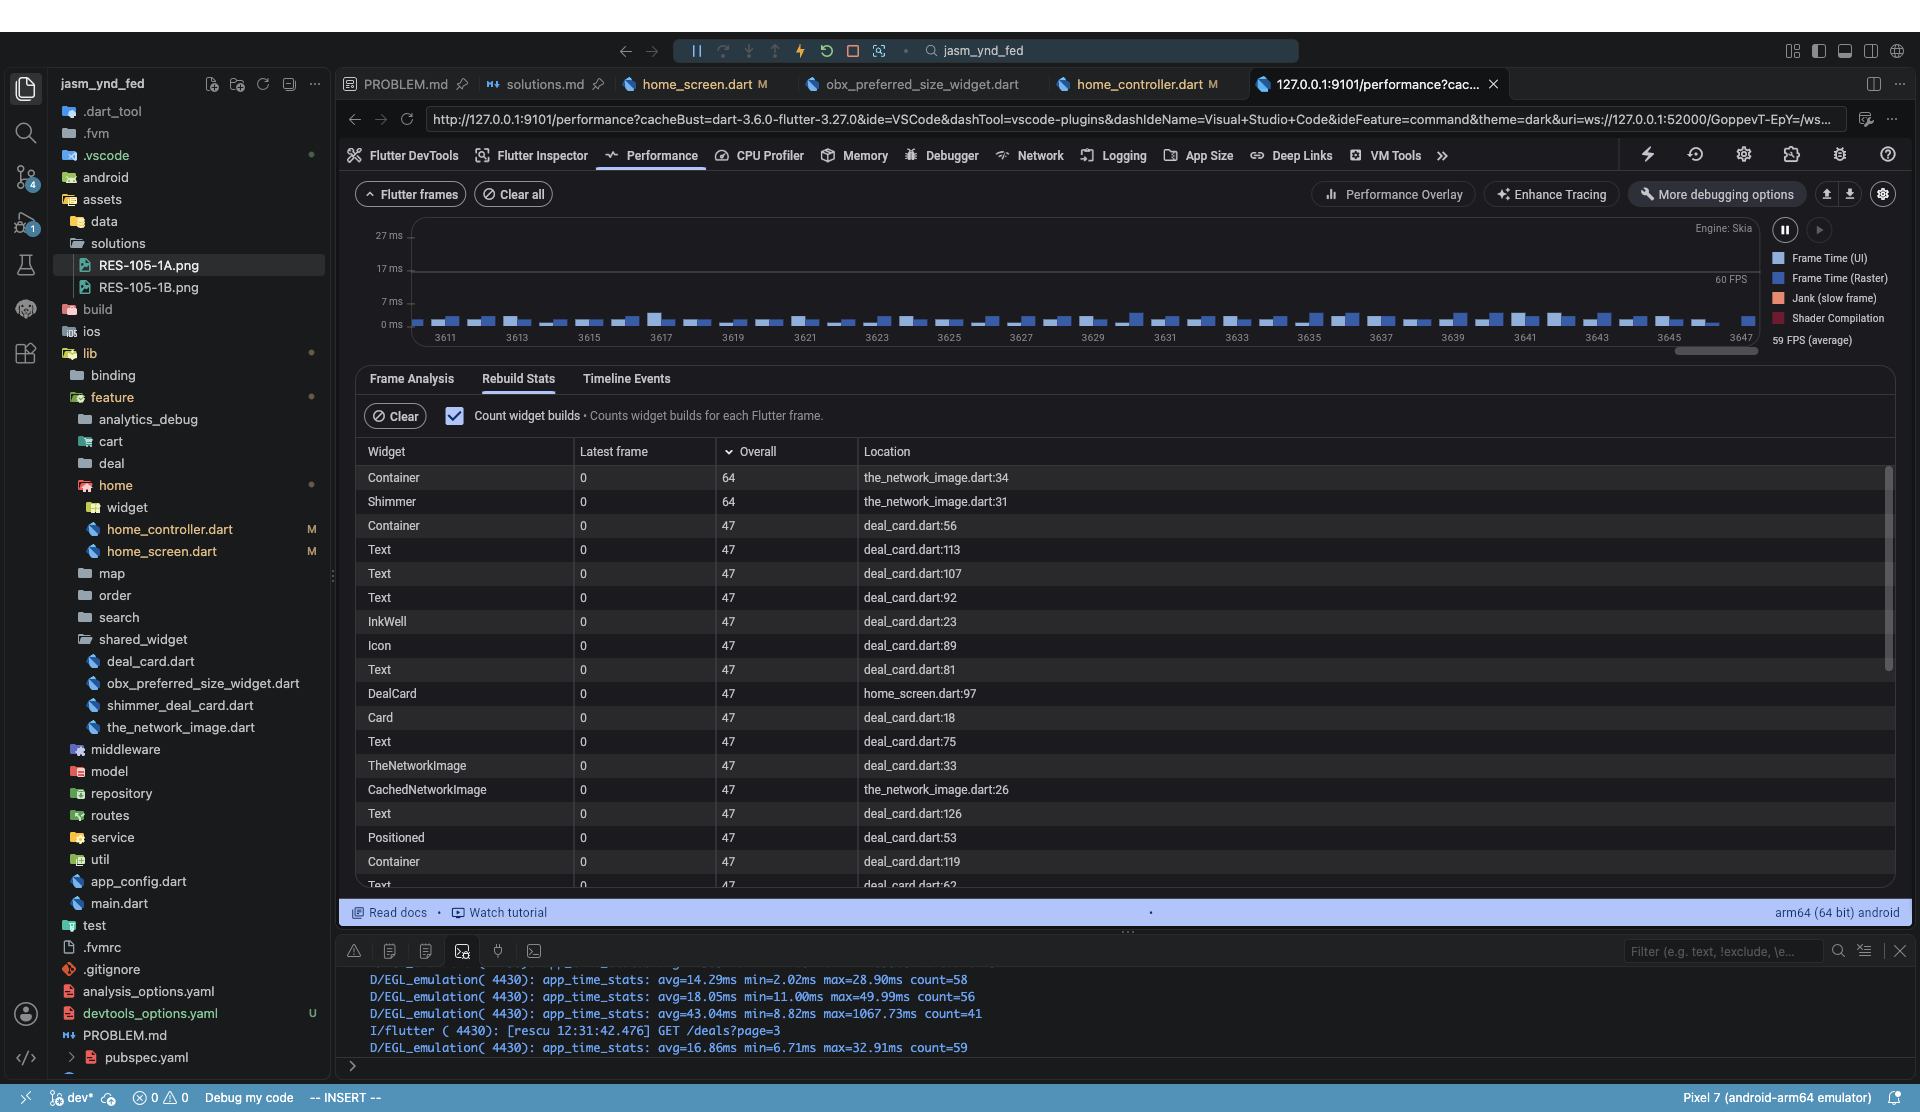 jasm_ynd_fed
jasm_ynd_fed
.dart_tool
.fvm
.vscode
android
assets
data
solutions
RES-105-1A.png
RES-105-1B.png
build
ios
lib
binding
feature
analytics_debug
cart
deal
home
widget
home_controller.dart M
home_screen.dart M
map
order
search
shared_widget
deal_card.dart
obx_preferred_size_widget.dart
shimmer_deal_card.dart
the_network_image.dart
middleware
model
repository
routes
service
util
app_config.dart
main.dart
test
.fvmrc
.gitignore
analysis_options.yaml
devtools_options.yaml U
PROBLEM.md
pubspec.yaml
4
1
PROBLEM.md
solutions.md
home_screen.dart M
obx_preferred_size_widget.dart
home_controller.dart M
127.0.0.1:9101/performance?cac...
http://127.0.0.1:9101/performance?cacheBust=dart-3.6.0-flutter-3.27.0&ide=VSCode&dashTool=vscode-plugins&dashIdeName=Visual+Studio+Code&ideFeature=command&theme=dark&uri=ws://127.0.0.1:52000/GoppevT-EpY=/ws...
Flutter DevTools Flutter Inspector Performance CPU Profiler Memory Debugger Network Logging App Size Deep Links VM Tools
Flutter frames Clear all Performance Overlay Enhance Tracing More debugging options
27 ms
17 ms
7 ms
0 ms
Engine: Skia
60 FPS
3611 3613 3615 3617 3619 3621 3623 3625 3627 3629 3631 3633 3635 3637 3639 3641 3643 3645 3647
Frame Time (UI)
Frame Time (Raster)
Jank (slow frame)
Shader Compilation
59 FPS (average)
Frame Analysis Rebuild Stats Timeline Events
Clear Count widget builds • Counts widget builds for each Flutter frame.
Widget Latest frame Overall Location
Container 0 64 the_network_image.dart:34
Shimmer 0 64 the_network_image.dart:31
Container 0 47 deal_card.dart:56
Text 0 47 deal_card.dart:113
Text 0 47 deal_card.dart:107
Text 0 47 deal_card.dart:92
InkWell 0 47 deal_card.dart:23
Icon 0 47 deal_card.dart:89
Text 0 47 deal_card.dart:81
DealCard 0 47 home_screen.dart:97
Card 0 47 deal_card.dart:18
Text 0 47 deal_card.dart:75
TheNetworkImage 0 47 deal_card.dart:33
CachedNetworkImage 0 47 the_network_image.dart:26
Text 0 47 deal_card.dart:126
Positioned 0 47 deal_card.dart:53
Container 0 47 deal_card.dart:119
Text 0 47 deal_card.dart:62
Read docs • Watch tutorial • arm64 (64 bit) android
Filter (e.g. text, !exclude, \e...
D/EGL_emulation( 4430): app_time_stats: avg=14.29ms min=2.02ms max=28.90ms count=58
D/EGL_emulation( 4430): app_time_stats: avg=18.05ms min=11.00ms max=49.99ms count=56
D/EGL_emulation( 4430): app_time_stats: avg=43.04ms min=8.82ms max=1067.73ms count=41
I/flutter ( 4430): [rescu 12:31:42.476] GET /deals?page=3
D/EGL_emulation( 4430): app_time_stats: avg=16.86ms min=6.71ms max=32.91ms count=59
dev* 0 0 Debug my code -- INSERT -- Pixel 7 (android-arm64 emulator)